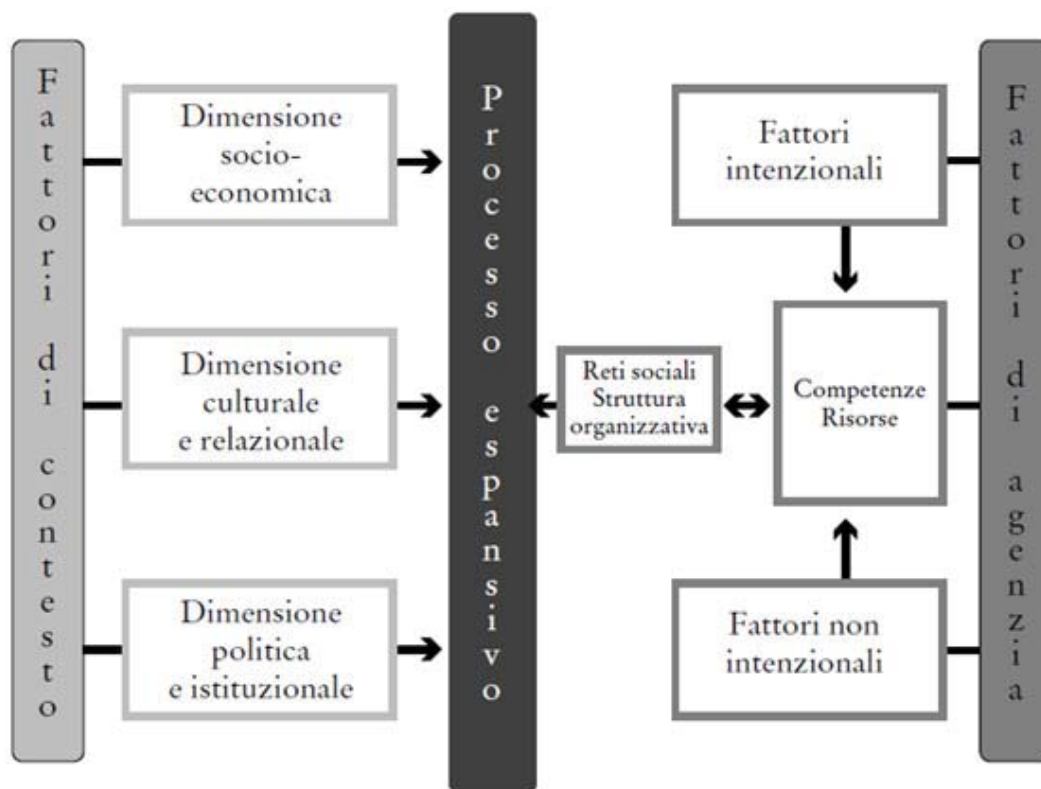 Fattori di contesto
Dimensione
socio-
economica
Dimensione
culturale
e relazionale
Dimensione
politica
e istituzionale
Processo espansivo
Reti sociali
Struttura
organizzativa
Fattori
intenzionali
Competenze
Risorse
Fattori non
intenzionali
Fattori di agenzia